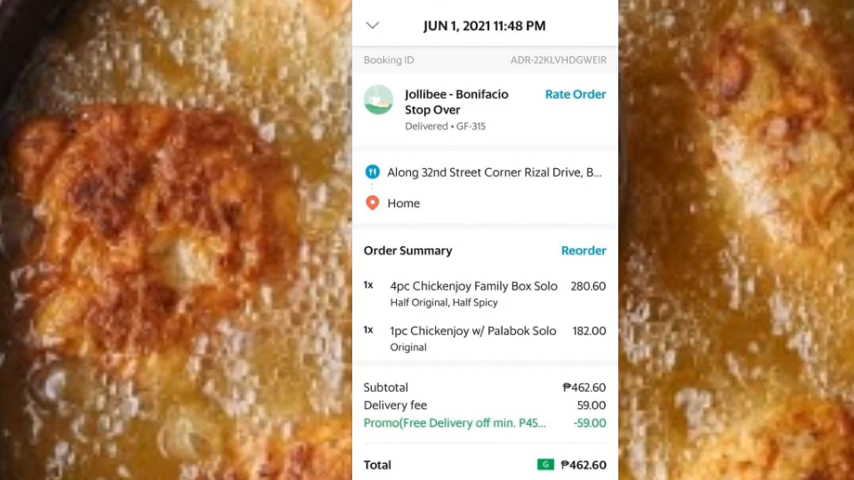 JUN 1, 2021 11:48 PM
Booking ID ADR-22KLVHDGWEIR
Jollibee - Bonifacio Rate Order
Stop Over
Delivered • GF-315
Along 32nd Street Corner Rizal Drive, B...
Home
Order Summary Reorder
1x 4pc Chickenjoy Family Box Solo 280.60
Half Original, Half Spicy
1x 1pc Chickenjoy w/ Palabok Solo 182.00
Original
Subtotal ₱462.60
Delivery fee 59.00
Promo(Free Delivery off min. P45... -59.00
Total G ₱462.60